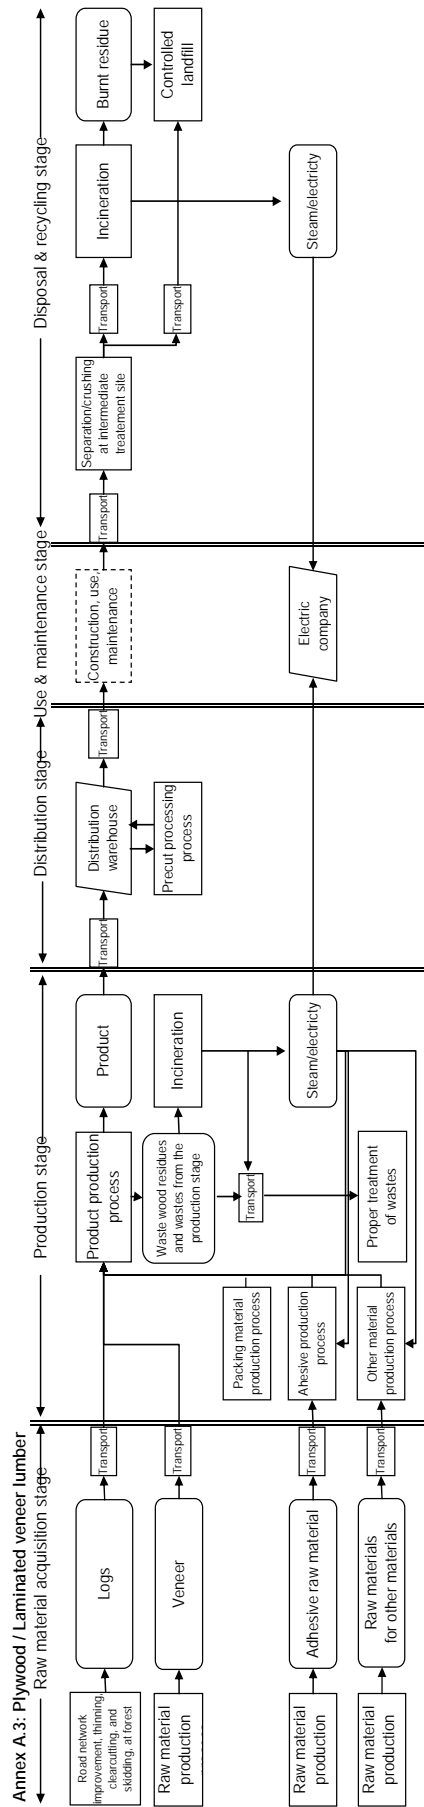 Annex A.3: Plywood / Laminated veneer lumber
Raw material acquisition stage
Production stage
Distribution stage
Use & maintenance stage
Disposal & recycling stage
Road network
improvement, thinning,
clearcutting, and
skidding, at forest
Logs
Transport
Product production
process
Product
Transport
Distribution
warehouse
Transport
Construction, use,
maintenance
Transport
Separation/crushing
at intermediate
treatement site
Transport
Incineration
Burnt residue
Raw material
production
Veneer
Transport
Waste wood residues
and wastes from the
production stage
Incineration
Precut processing
process
Transport
Controlled
landfill
Packing material
production process
Transport
Raw material
production
Adhesive raw material
Transport
Ahesive production
process
Steam/electricty
Electric
company
Steam/electricty
Raw material
production
Raw materials
for other materials
Transport
Other material
production process
Proper treatment
of wastes